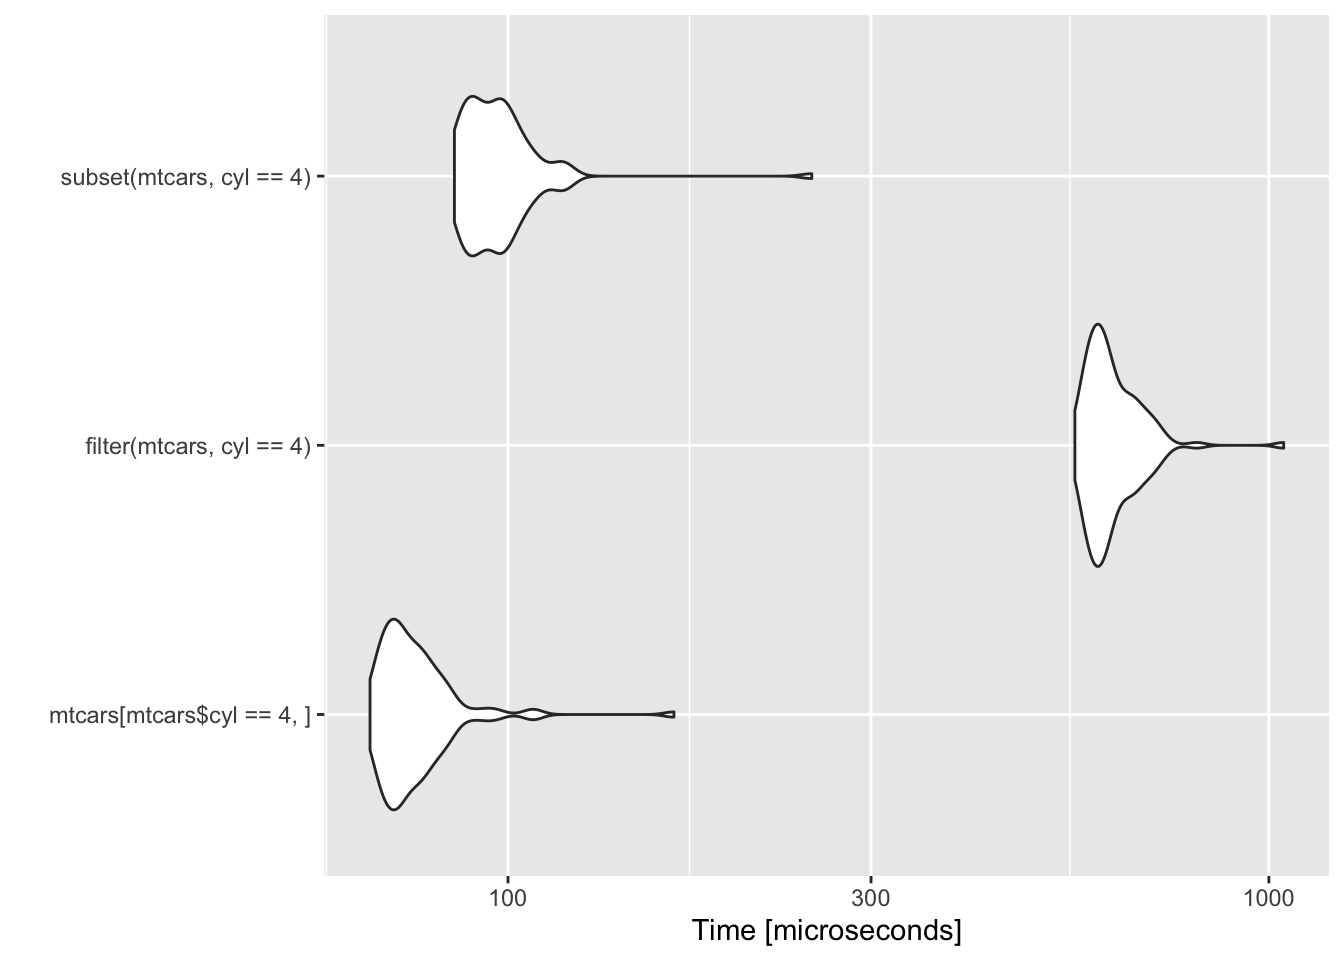 subset(mtcars, cyl == 4)
filter(mtcars, cyl == 4)
mtcars[mtcars$cyl == 4, ]
100
300
1000
Time [microseconds]